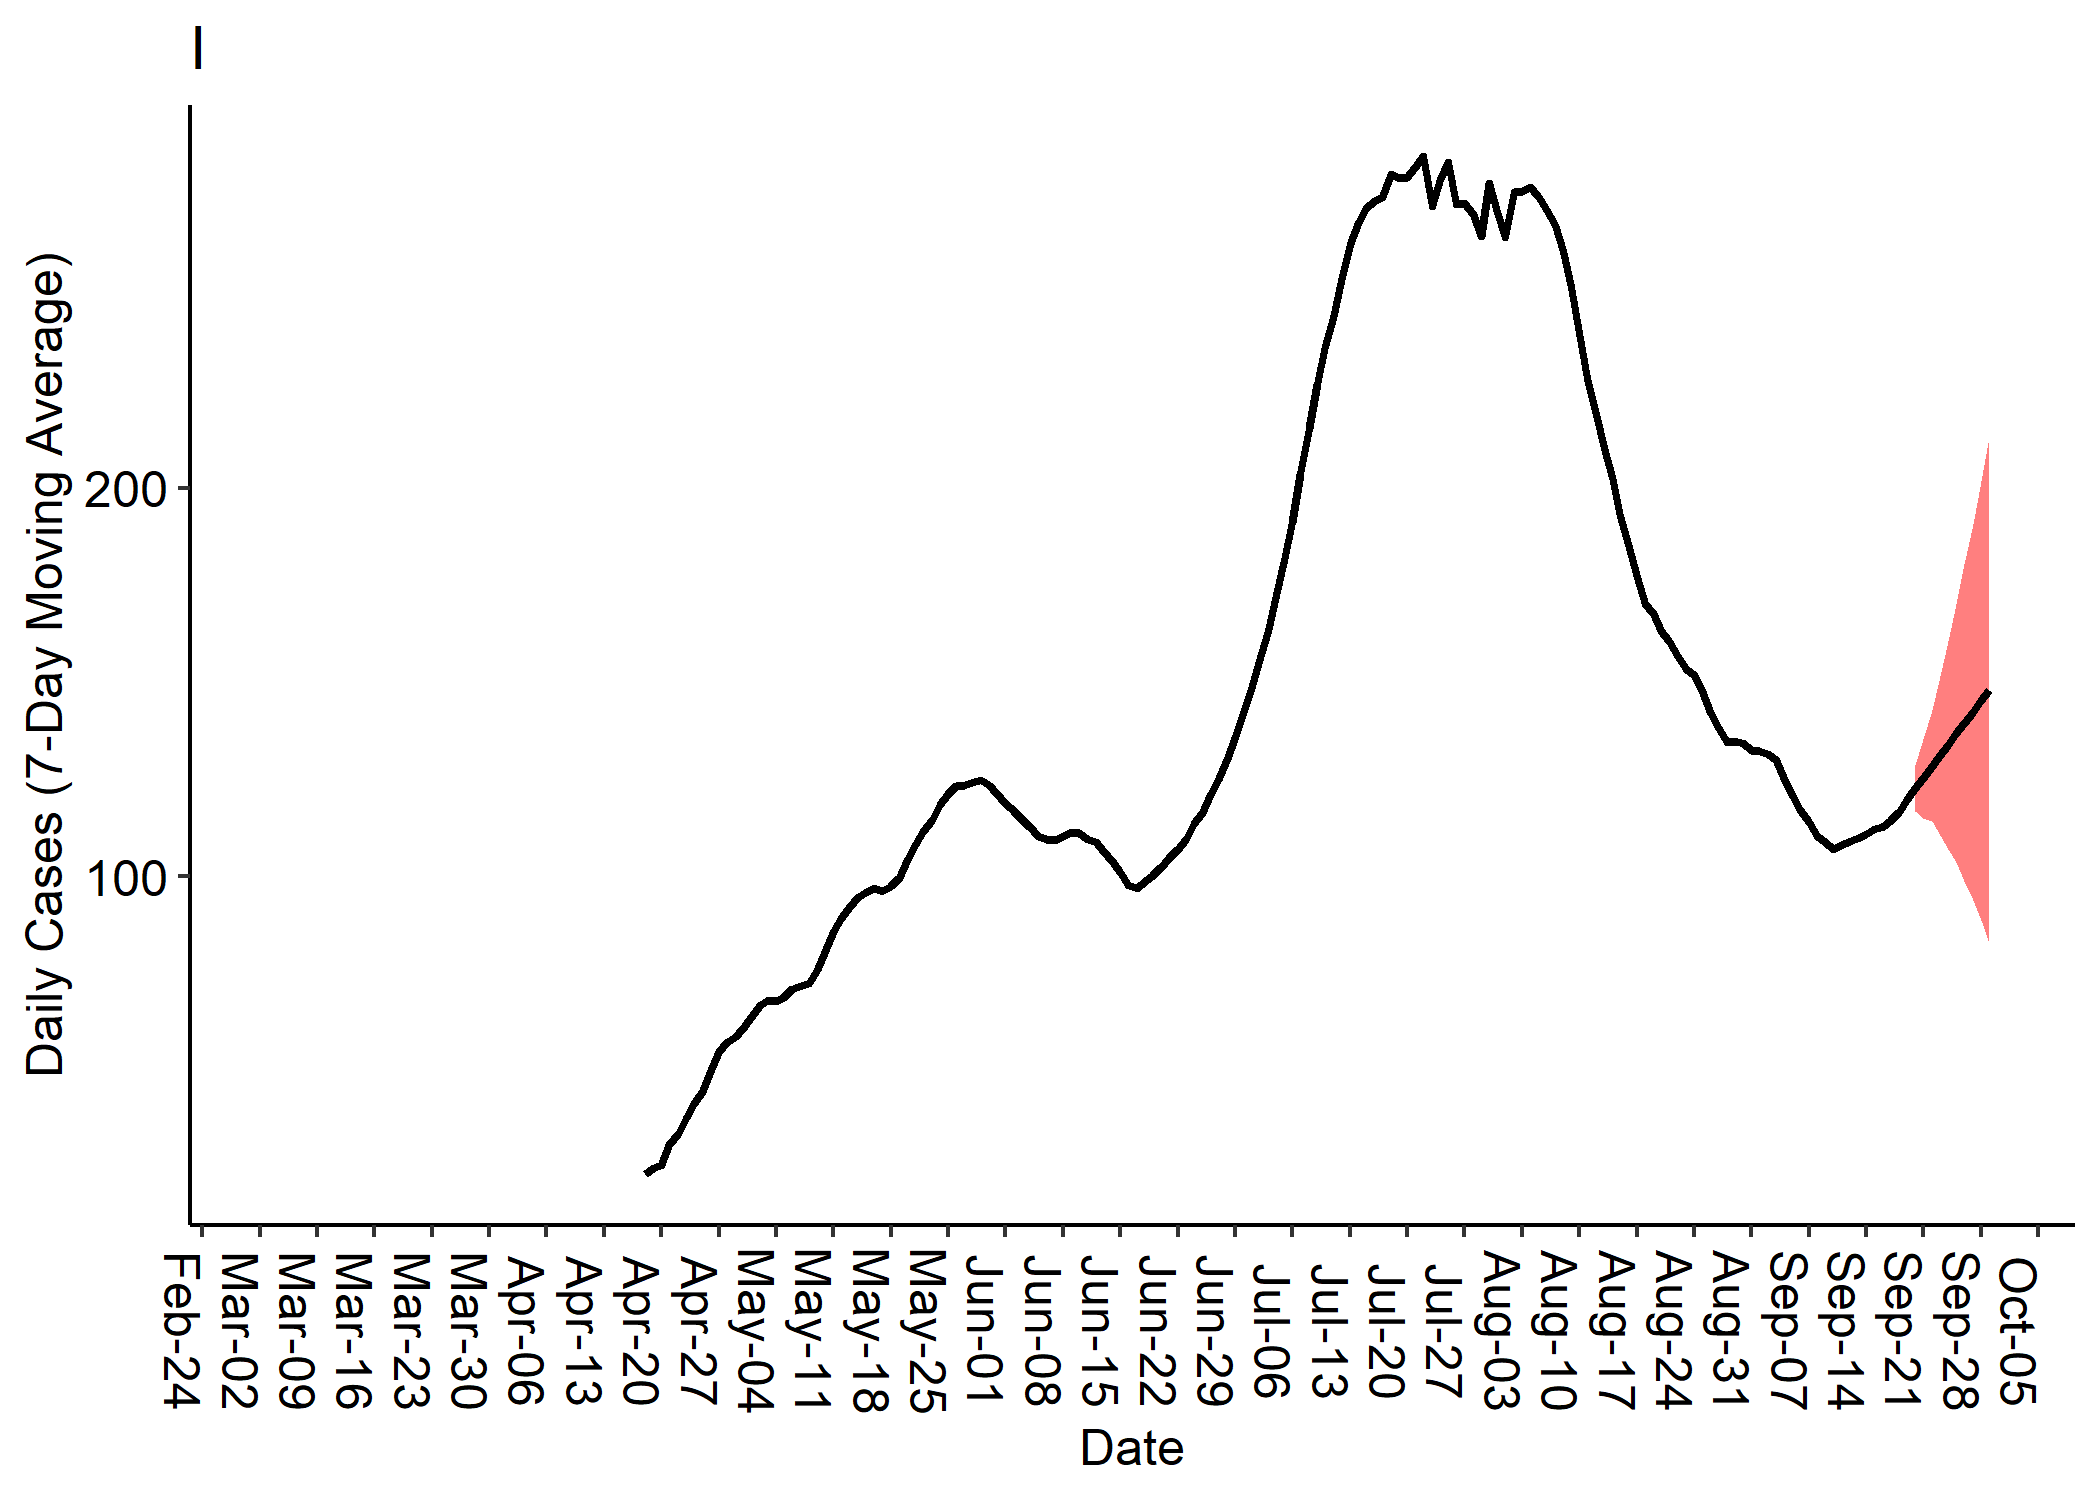 I
Daily Cases (7-Day Moving Average)
200
100
Feb-24
Mar-02
Mar-09
Mar-16
Mar-23
Mar-30
Apr-06
Apr-13
Apr-20
Apr-27
May-04
May-11
May-18
May-25
Jun-01
Jun-08
Jun-15
Jun-22
Jun-29
Jul-06
Jul-13
Jul-20
Jul-27
Aug-03
Aug-10
Aug-17
Aug-24
Aug-31
Sep-07
Sep-14
Sep-21
Sep-28
Oct-05
Date